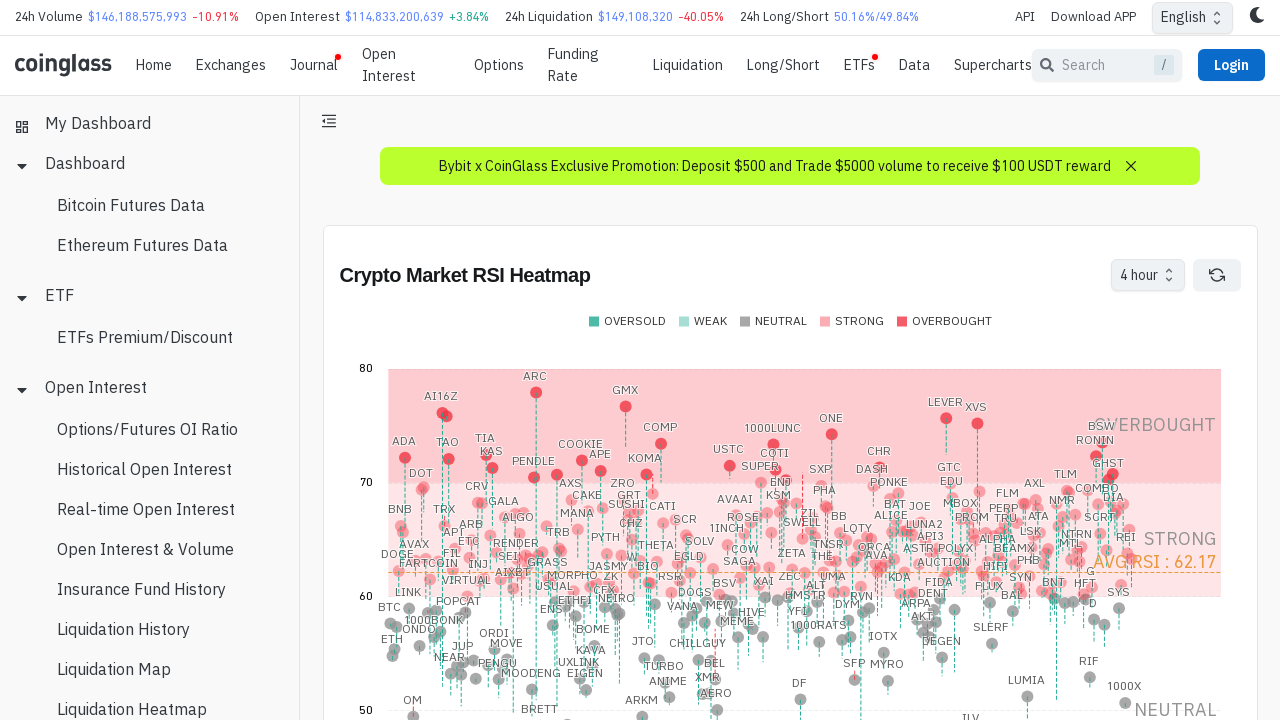 24h Volume $146,188,575,993 -10.91% Open Interest $114,833,200,639 +3.84% 24h Liquidation $149,108,320 -40.05% 24h Long/Short 50.16%/49.84% API Download APP English
coinglass Home Exchanges Journal Open Interest Options Funding Rate Liquidation Long/Short ETFs Data Supercharts Search / Login
My Dashboard
Dashboard
Bitcoin Futures Data
Ethereum Futures Data
ETF
ETFs Premium/Discount
Open Interest
Options/Futures OI Ratio
Historical Open Interest
Real-time Open Interest
Open Interest & Volume
Insurance Fund History
Liquidation History
Liquidation Map
Liquidation Heatmap
Bybit x CoinGlass Exclusive Promotion: Deposit $500 and Trade $5000 volume to receive $100 USDT reward
Crypto Market RSI Heatmap 4 hour
OVERSOLD WEAK NEUTRAL STRONG OVERBOUGHT
80
ARC
AI16Z GMX
LEVER XVS
ADA TAO TIA KAS COOKIE COMP 1000LUNC ONE BSW OVERBOUGHT
RONIN
DOT PENDLE APE KOMA USTC COTI SUPER SXP CHR DASH GTC GHST
70
CRV AXS ZRO ENJ PHA PONKE EDU TLM COMBO
BNB TRX GALA CAKE GRT KSM AVAAI BAT JOE MBOX FLM AXL NMR DIA
ARB ALGO MANA SUSHI CATI ROSE ZIL BB ALICE PERP SGRT
APT TRB CHZ SCR 1INCH SWELL LQTY LUNA2 PROM TRU ATA LSK NTRN REI STRONG
AVAX ETC RENDER PYTH THETA SOLV COW TNSR ORCA API3 ALPHA MTL
DOGE FIL SEI GRASS JASMY W EGLD ZETA THE AVA ASTR POLYX BEAMX
FARTCOIN INJ AIXBT BIO SAGA AUCTION HIFI PHB G AVG RSI : 62.17
VIRTUAL MORPHO ZK RSR BSV XAI ZEC UMA KDA FIDA SYN BNT HFT
LINK USUAL CFX DOGS HMSTR ALT RVN DENT FLUX BAL SYS
60
BTC POPCAT ENS ETHFI NEIRO VANA MEW HIVE YFI DYM ARPA D
1000BONK MEME 1000RATS AKT
ETH ONDO ORDI BOME SLERF
NEAR JUP MOVE KAVA JTO CHILLGUY IOTX DEGEN
PENGU UXLINK TURBO BEL SFP MYRO RIF
MOODENG EIGEN ANIME XMR DF LUMIA 1000X
OM BRETT ARKM AERO ILV
50 NEUTRAL